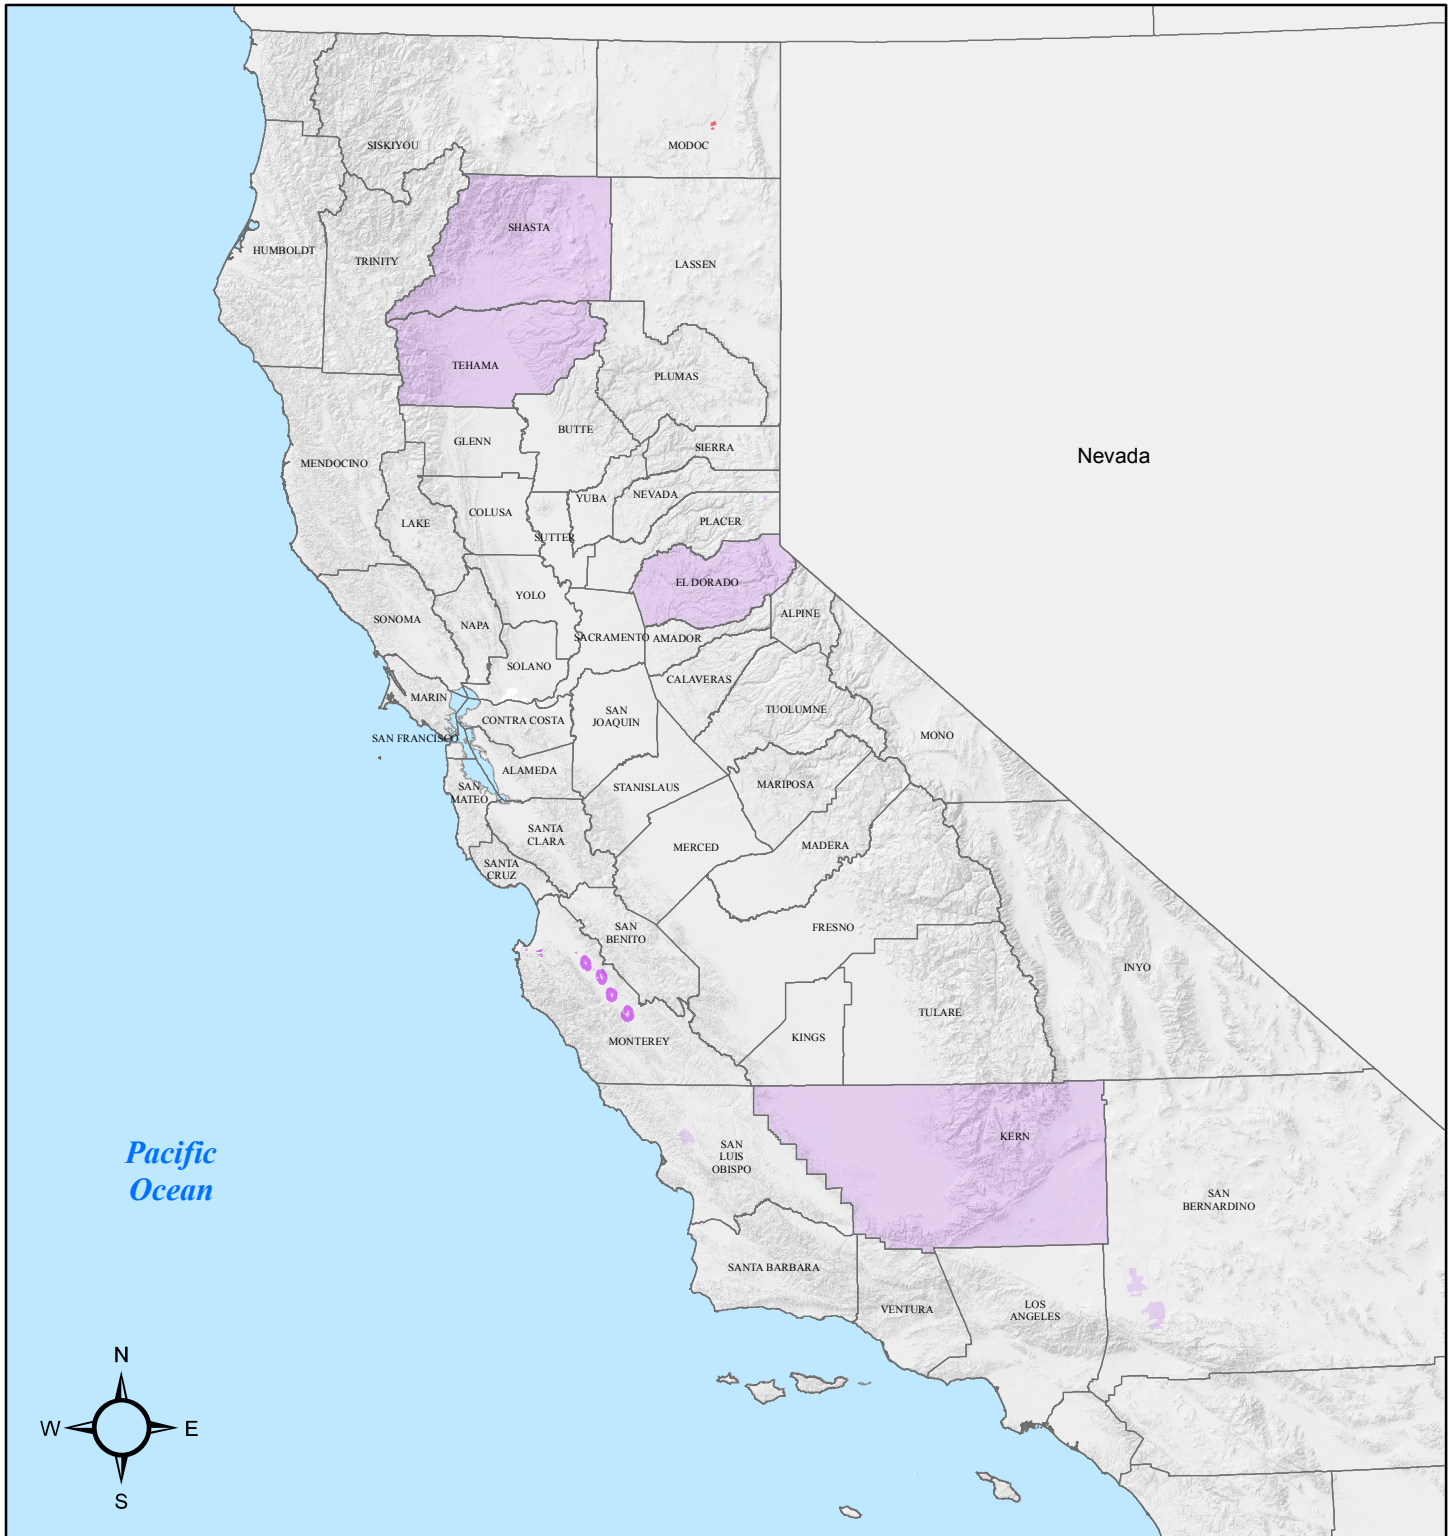 SISKIYOU
MODOC
SHASTA
HUMBOLDT
TRINITY
LASSEN
TEHAMA
PLUMAS
BUTTE
GLENN
SIERRA
MENDOCINO
Nevada
YUBA
NEVADA
COLUSA
LAKE
PLACER
SUTTER
EL DORADO
YOLO
ALPINE
SONOMA
NAPA
SACRAMENTO
AMADOR
SOLANO
CALAVERAS
MARIN
TUOLUMNE
SAN
JOAQUIN
CONTRA COSTA
SAN FRANCISCO
MONO
ALAMEDA
MARIPOSA
STANISLAUS
SAN
MATEO
SANTA
CLARA
MERCED
MADERA
SANTA
CRUZ
FRESNO
SAN
BENITO
INYO
TULARE
KINGS
MONTEREY
KERN
SAN
LUIS
OBISPO
Pacific
Ocean
SAN
BERNARDINO
SANTA BARBARA
VENTURA
LOS
ANGELES
N
W
E
S